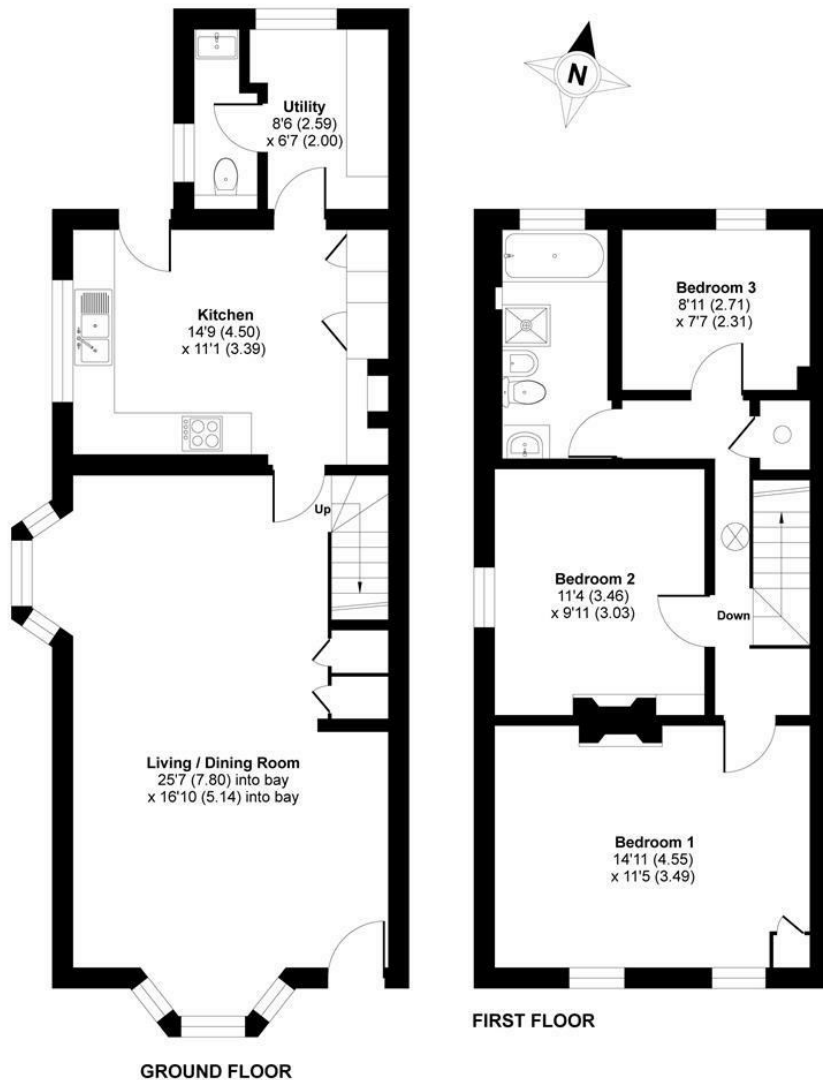 N
Utility
8'6 (2.59)
x 6'7 (2.00)
Kitchen
14'9 (4.50)
x 11'1 (3.39)
Up
Living / Dining Room
25'7 (7.80) into bay
x 16'10 (5.14) into bay
GROUND FLOOR
Bedroom 3
8'11 (2.71)
x 7'7 (2.31)
Bedroom 2
11'4 (3.46)
x 9'11 (3.03)
Down
Bedroom 1
14'11 (4.55)
x 11'5 (3.49)
FIRST FLOOR